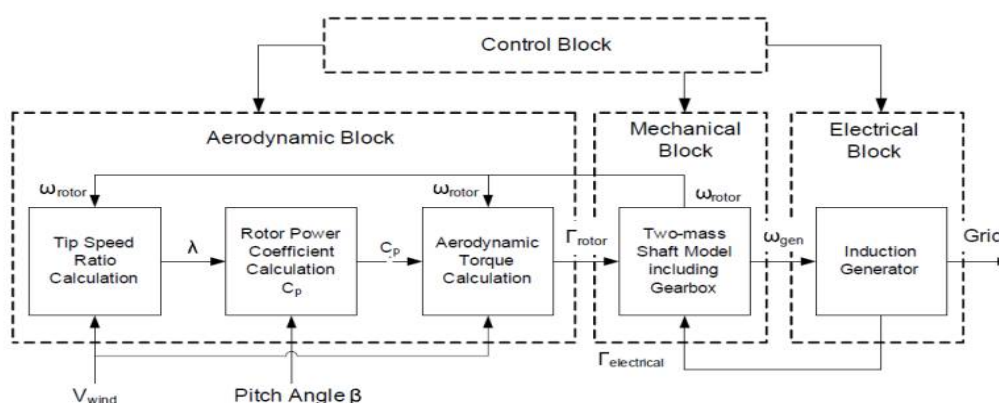 Control Block
Aerodynamic Block
Mechanical
Block
Electrical
Block
ωrotor
ωrotor
ωrotor
Tip Speed
Ratio
Calculation
λ
Rotor Power
Coefficient
Calculation
Cp
Cp
Aerodynamic
Torque
Calculation
Γrotor
Two-mass
Shaft Model
including
Gearbox
ωgen
Induction
Generator
Grid
Γelectrical
Vwind
Pitch Angle β